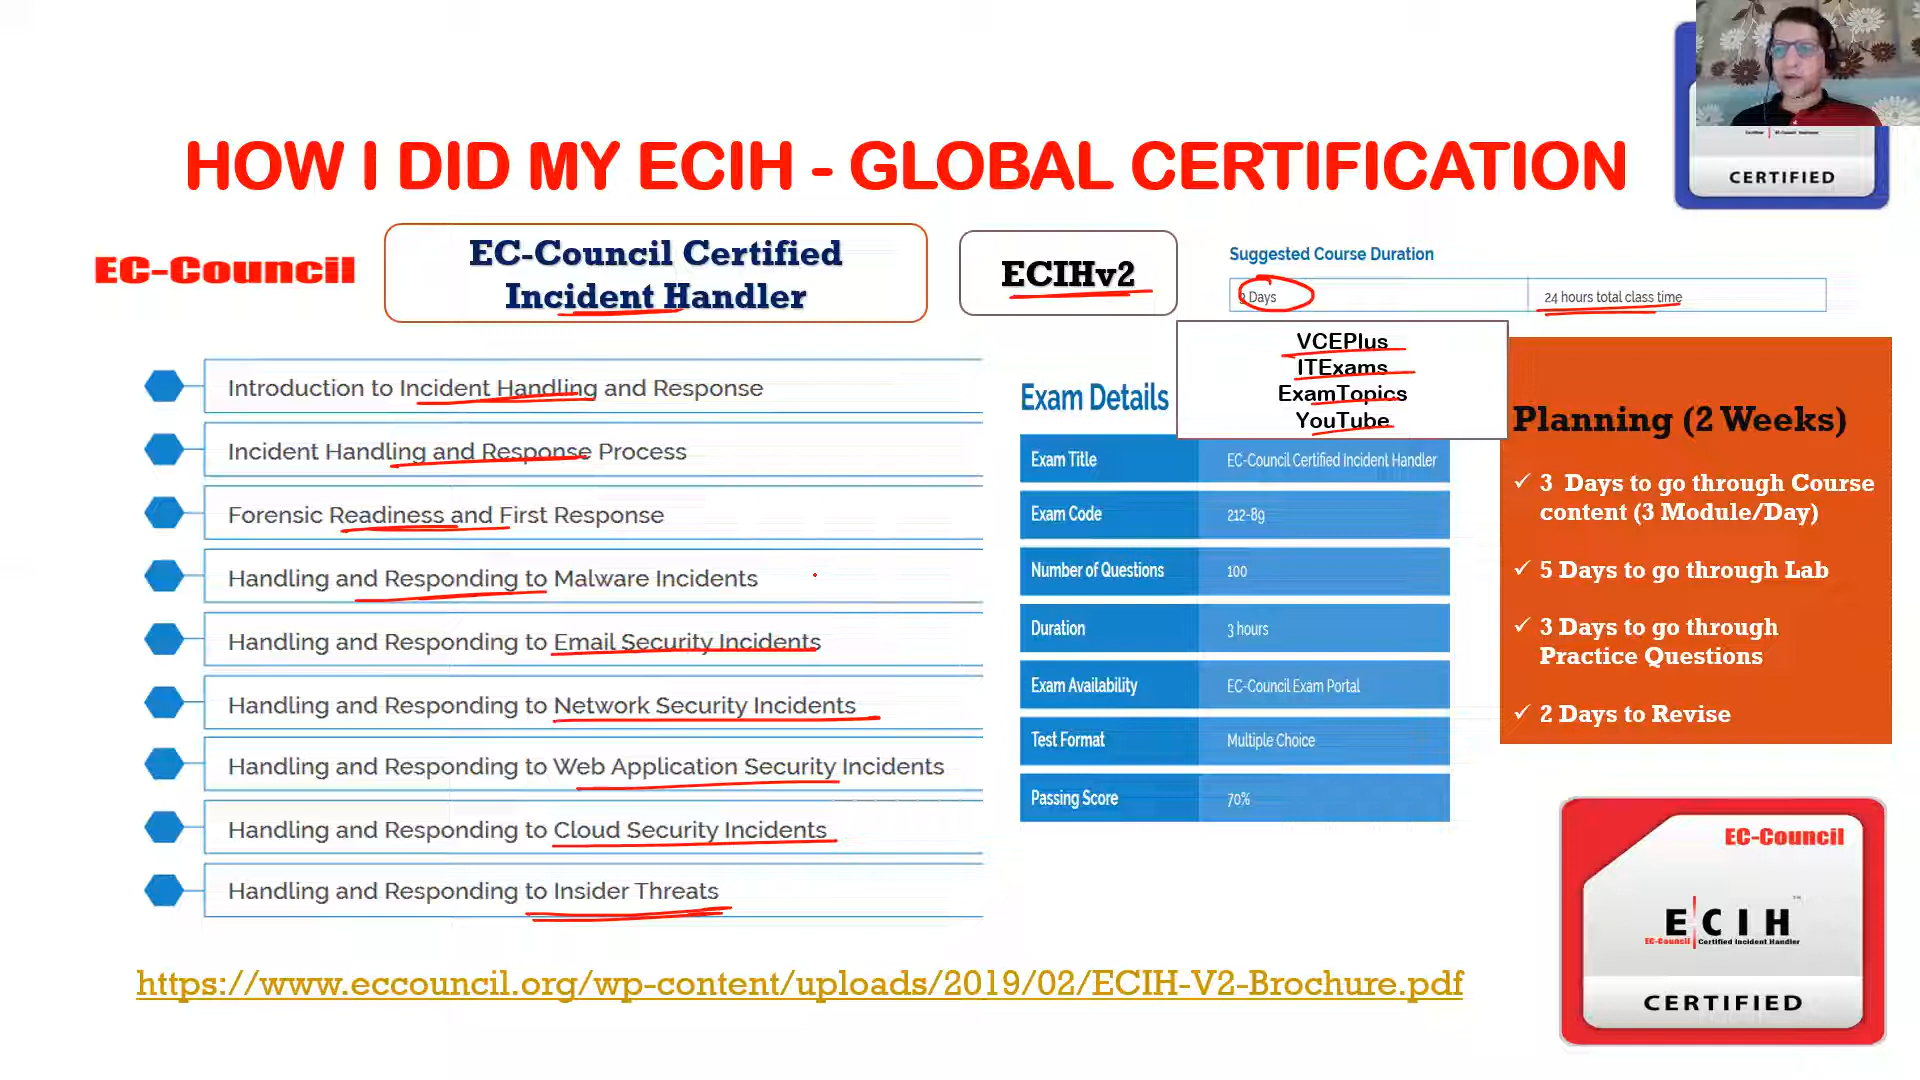 HOW I DID MY ECIH - GLOBAL CERTIFICATION
CERTIFIED
EC-Council
EC-Council Certified
Incident Handler
ECIHv2
Suggested Course Duration
3 Days
24 hours total class time
VCEPlus
ITExams
ExamTopics
YouTube
Introduction to Incident Handling and Response
Incident Handling and Response Process
Forensic Readiness and First Response
Handling and Responding to Malware Incidents
Handling and Responding to Email Security Incidents
Handling and Responding to Network Security Incidents
Handling and Responding to Web Application Security Incidents
Handling and Responding to Cloud Security Incidents
Handling and Responding to Insider Threats
Exam Details
Exam Title EC-Council Certified Incident Handler
Exam Code 212-89
Number of Questions 100
Duration 3 hours
Exam Availability EC-Council Exam Portal
Test Format Multiple Choice
Passing Score 70%
Planning (2 Weeks)
✓ 3 Days to go through Course
content (3 Module/Day)
✓ 5 Days to go through Lab
✓ 3 Days to go through
Practice Questions
✓ 2 Days to Revise
EC-Council
ECIH™
EC-Council Certified Incident Handler
CERTIFIED
https://www.eccouncil.org/wp-content/uploads/2019/02/ECIH-V2-Brochure.pdf